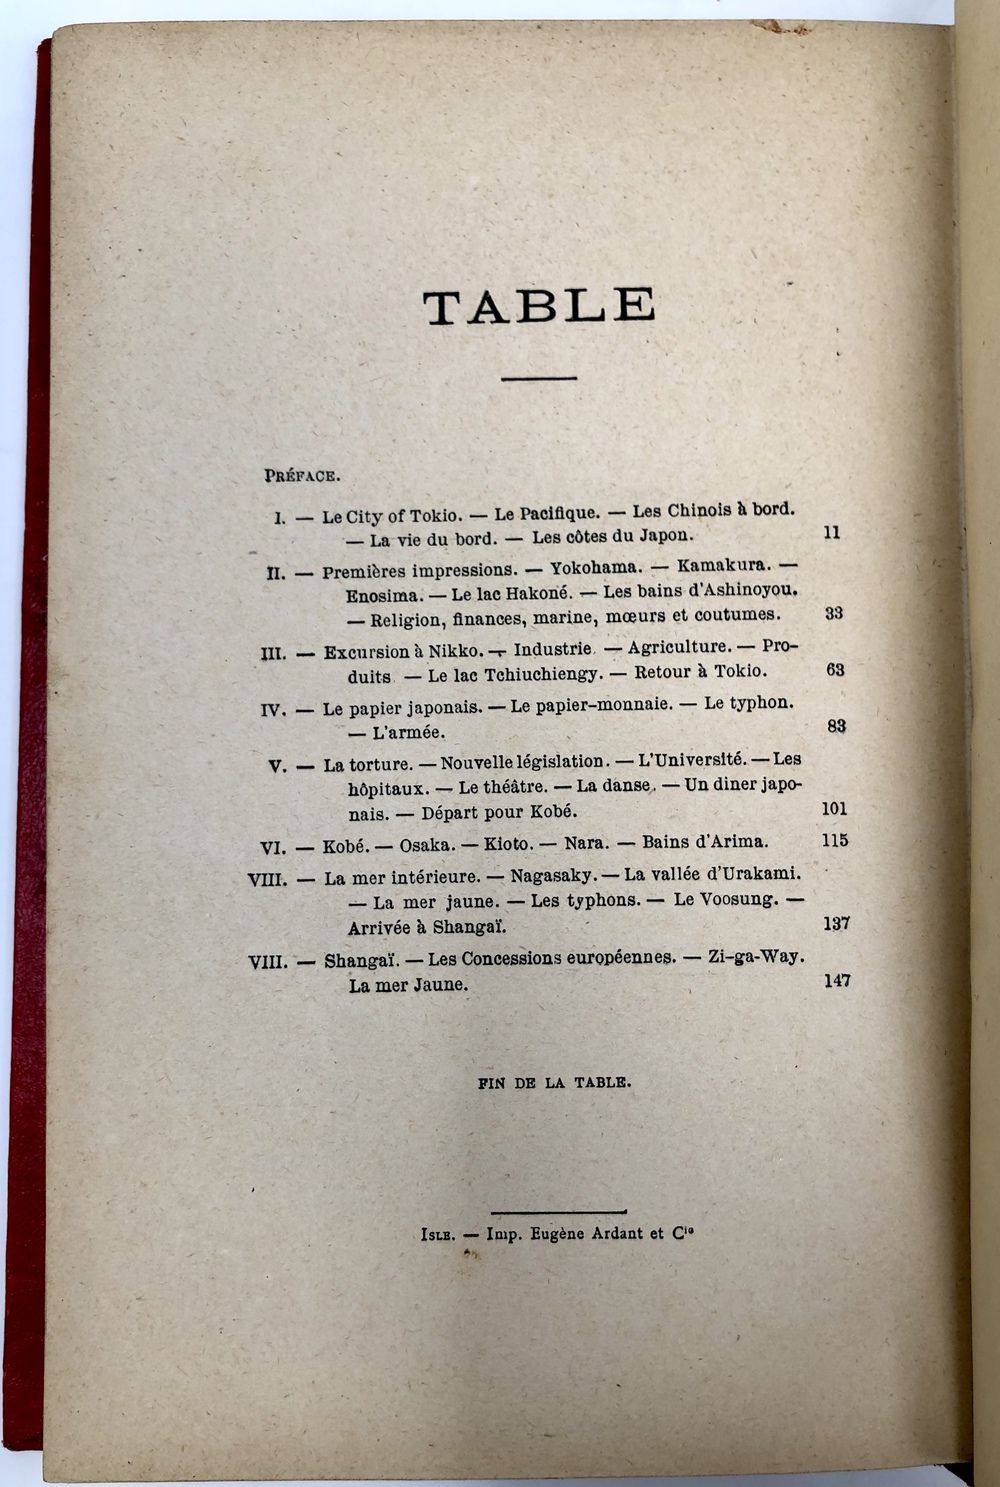 TABLE
PRÉFACE.
I. — Le City of Tokio. — Le Pacifique. — Les Chinois à bord.
— La vie du bord. — Les côtes du Japon. 11
II. — Premières impressions. — Yokohama. — Kamakura. —
Enosima. — Le lac Hakoné. — Les bains d'Ashinoyou.
— Religion, finances, marine, mœurs et coutumes. 33
III. — Excursion à Nikko. — Industrie. — Agriculture. — Pro-
duits — Le lac Tchiuchiengy. — Retour à Tokio. 63
IV. — Le papier japonais. — Le papier-monnaie. — Le typhon.
— L'armée. 83
V. — La torture. — Nouvelle législation. — L'Université. — Les
hôpitaux. — Le théâtre. — La danse. — Un diner japo-
nais. — Départ pour Kobé. 101
VI. — Kobé. — Osaka. — Kioto. — Nara. — Bains d'Arima. 115
VIII. — La mer intérieure. — Nagasaky. — La vallée d'Urakami.
— La mer jaune. — Les typhons. — Le Voosung. —
Arrivée à Shangaï. 137
VIII. — Shangaï. — Les Concessions européennes. — Zi-ga-Way.
La mer Jaune. 147
FIN DE LA TABLE.
ISLE. — Imp. Eugène Ardant et Cie